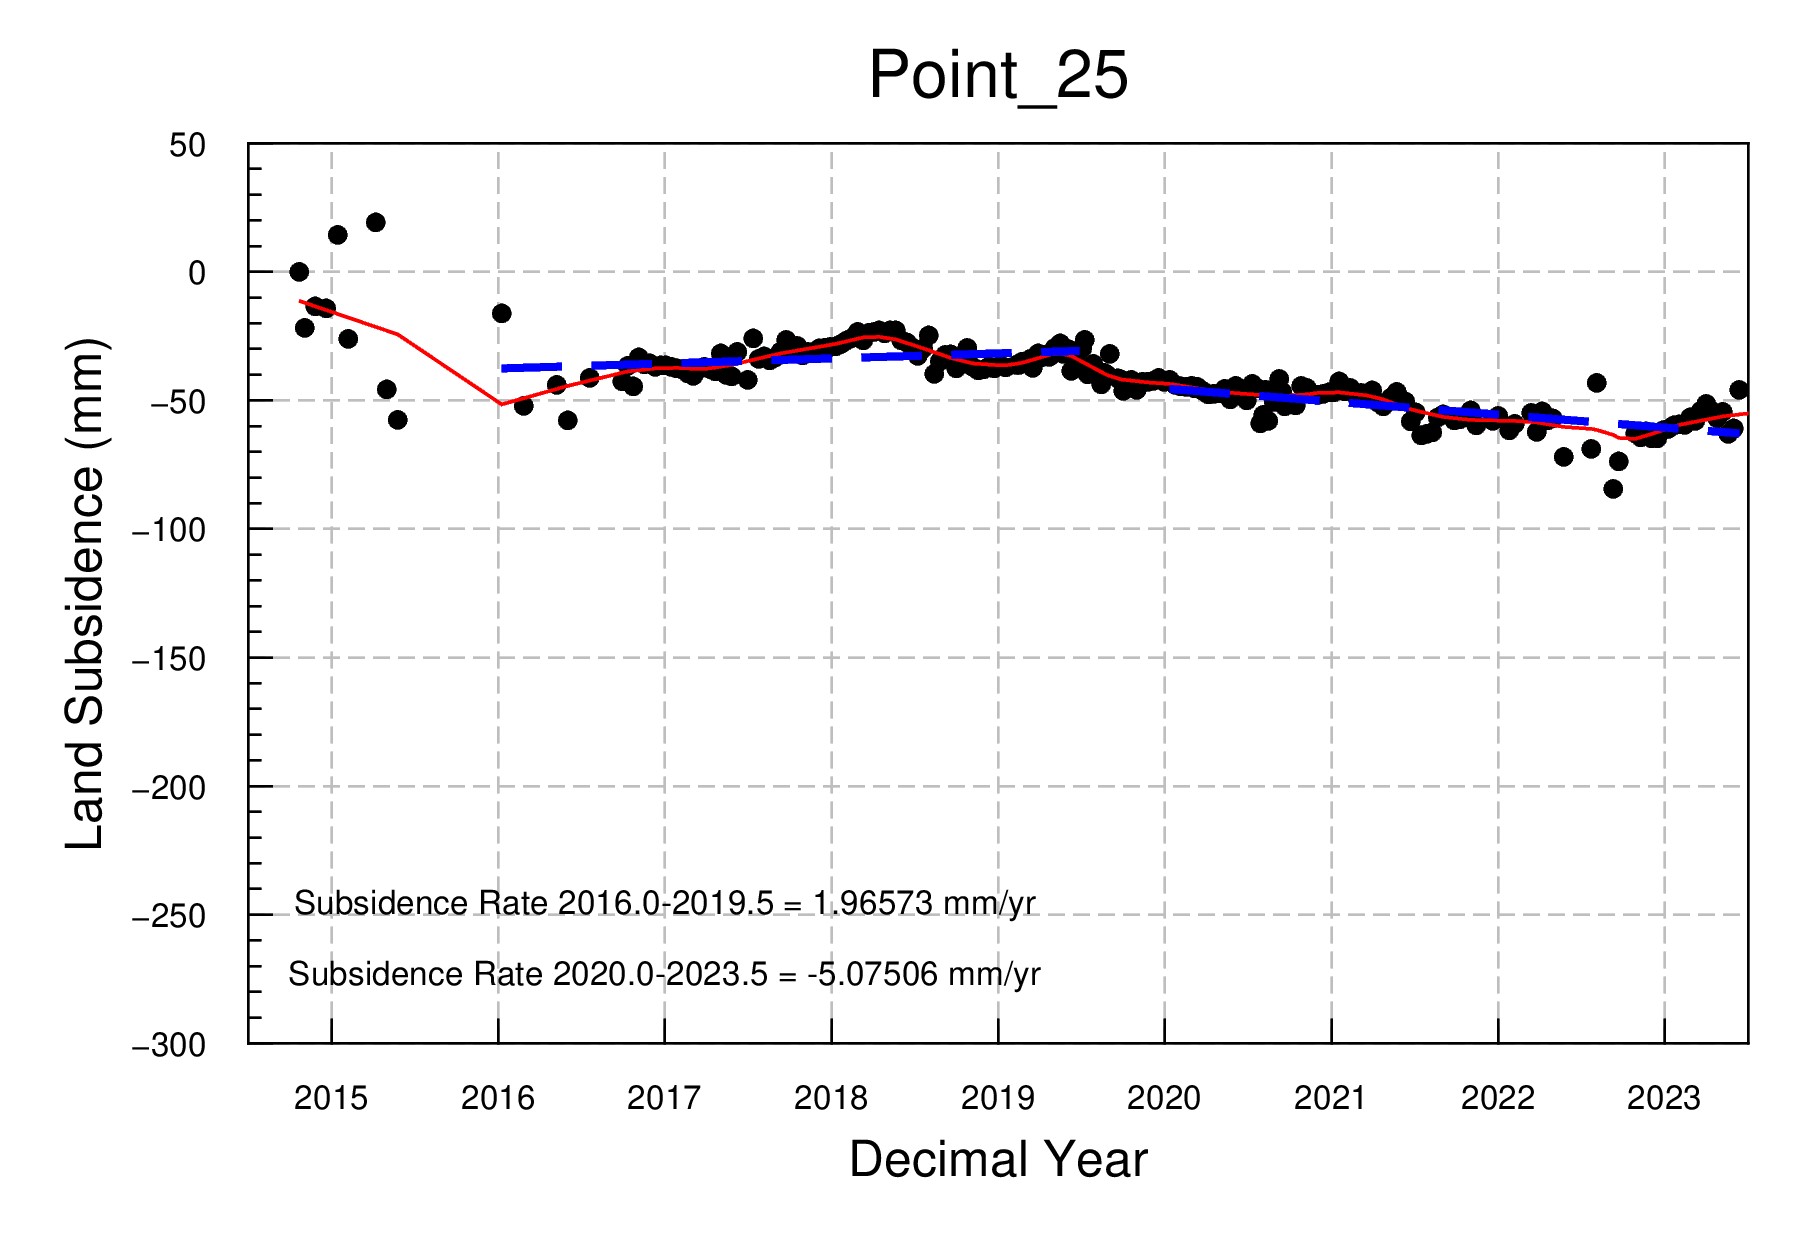 Point_25
50
0
−50
−100
−150
−200
−250
−300
Land Subsidence (mm)
Subsidence Rate 2016.0-2019.5 = 1.96573 mm/yr
Subsidence Rate 2020.0-2023.5 = -5.07506 mm/yr
2015 2016 2017 2018 2019 2020 2021 2022 2023
Decimal Year